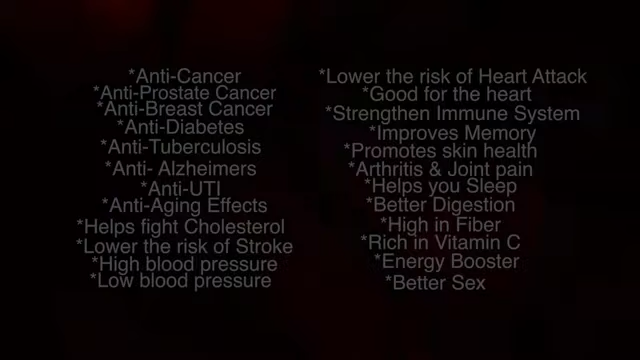 *Anti-Cancer
*Anti-Prostate Cancer
*Anti-Breast Cancer
*Anti-Diabetes
*Anti-Tuberculosis
*Anti- Alzheimers
*Anti-UTI
*Anti-Aging Effects
*Helps fight Cholesterol
*Lower the risk of Stroke
*High blood pressure
*Low blood pressure
*Lower the risk of Heart Attack
*Good for the heart
*Strengthen Immune System
*Improves Memory
*Promotes skin health
*Arthritis & Joint pain
*Helps you Sleep
*Better Digestion
*High in Fiber
*Rich in Vitamin C
*Energy Booster
*Better Sex